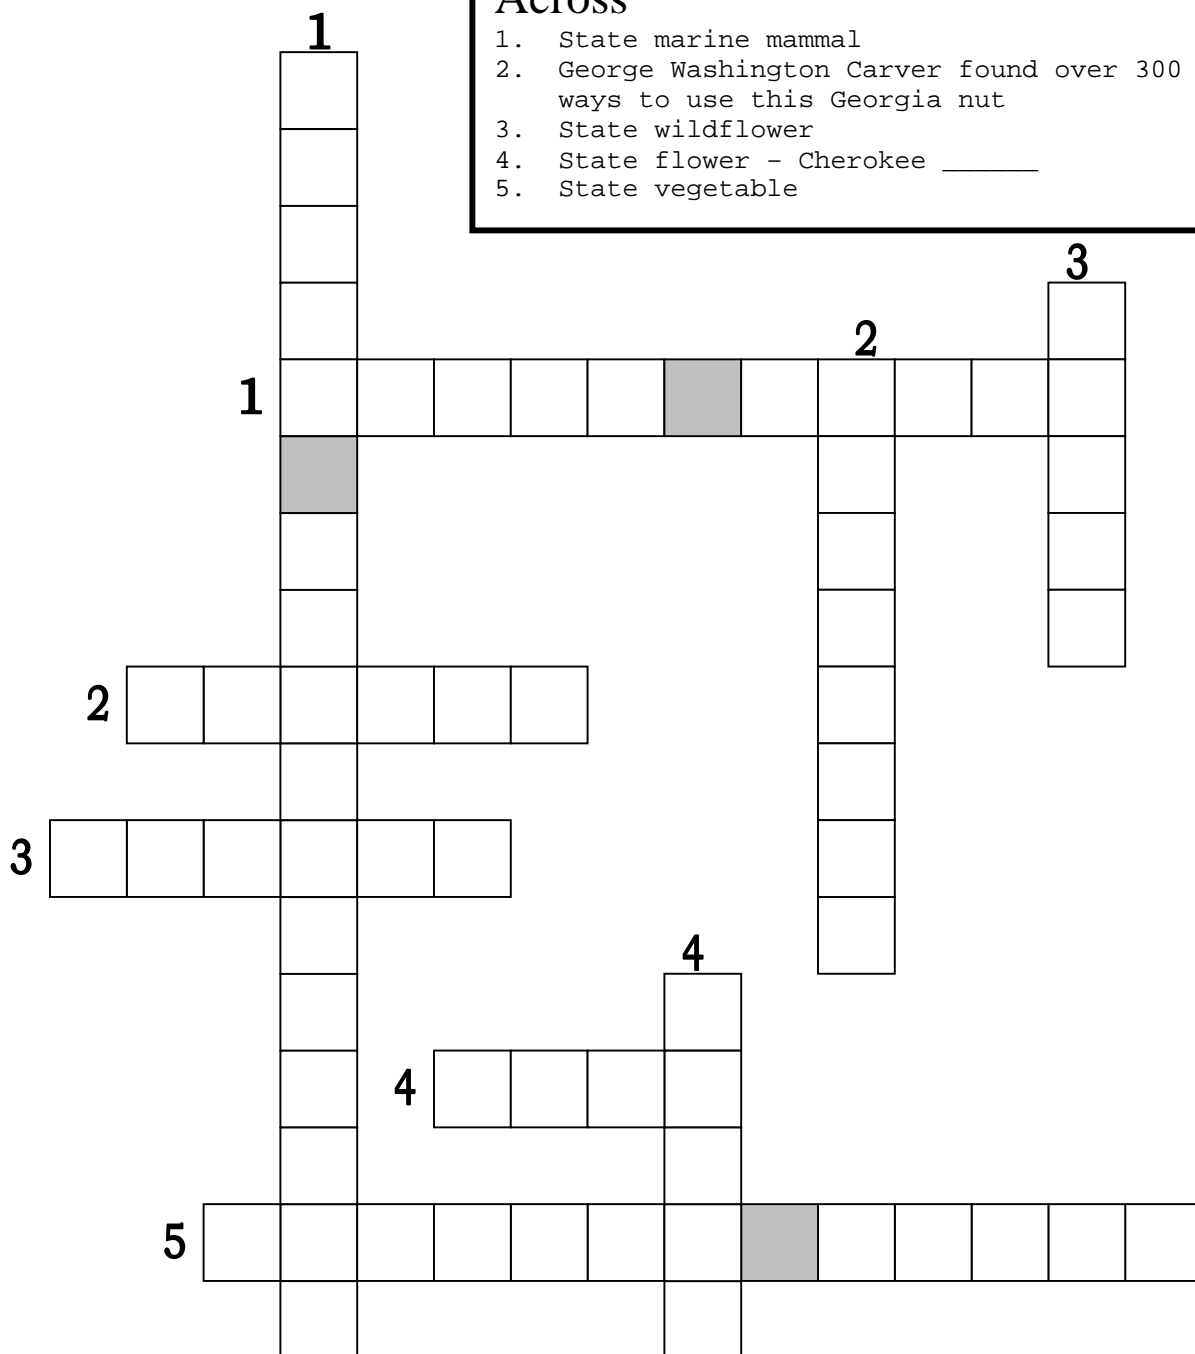 Across
1
1. State marine mammal
2. George Washington Carver found over 300
ways to use this Georgia nut
3. State wildflower
4. State flower – Cherokee ______
5. State vegetable
3
2
1
2
3
4
4
5